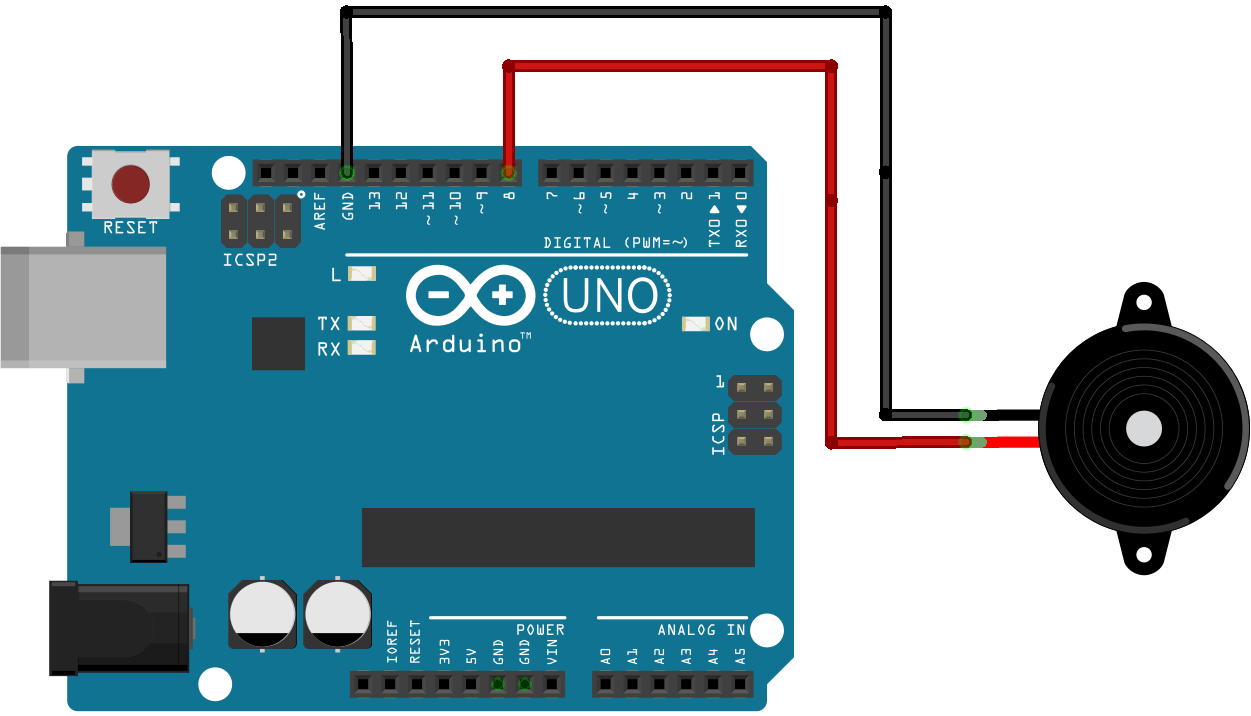 RESET
ICSP2
AREF
GND
13
12
~11
~10
~9
8
7
~6
~5
4
~3
2
TX0▶1
RX0◀0
DIGITAL (PWM=~)
L
TX
RX
Arduino™
UNO
ON
1
ICSP
POWER
ANALOG IN
IOREF
RESET
3V3
5V
GND
GND
VIN
A0
A1
A2
A3
A4
A5